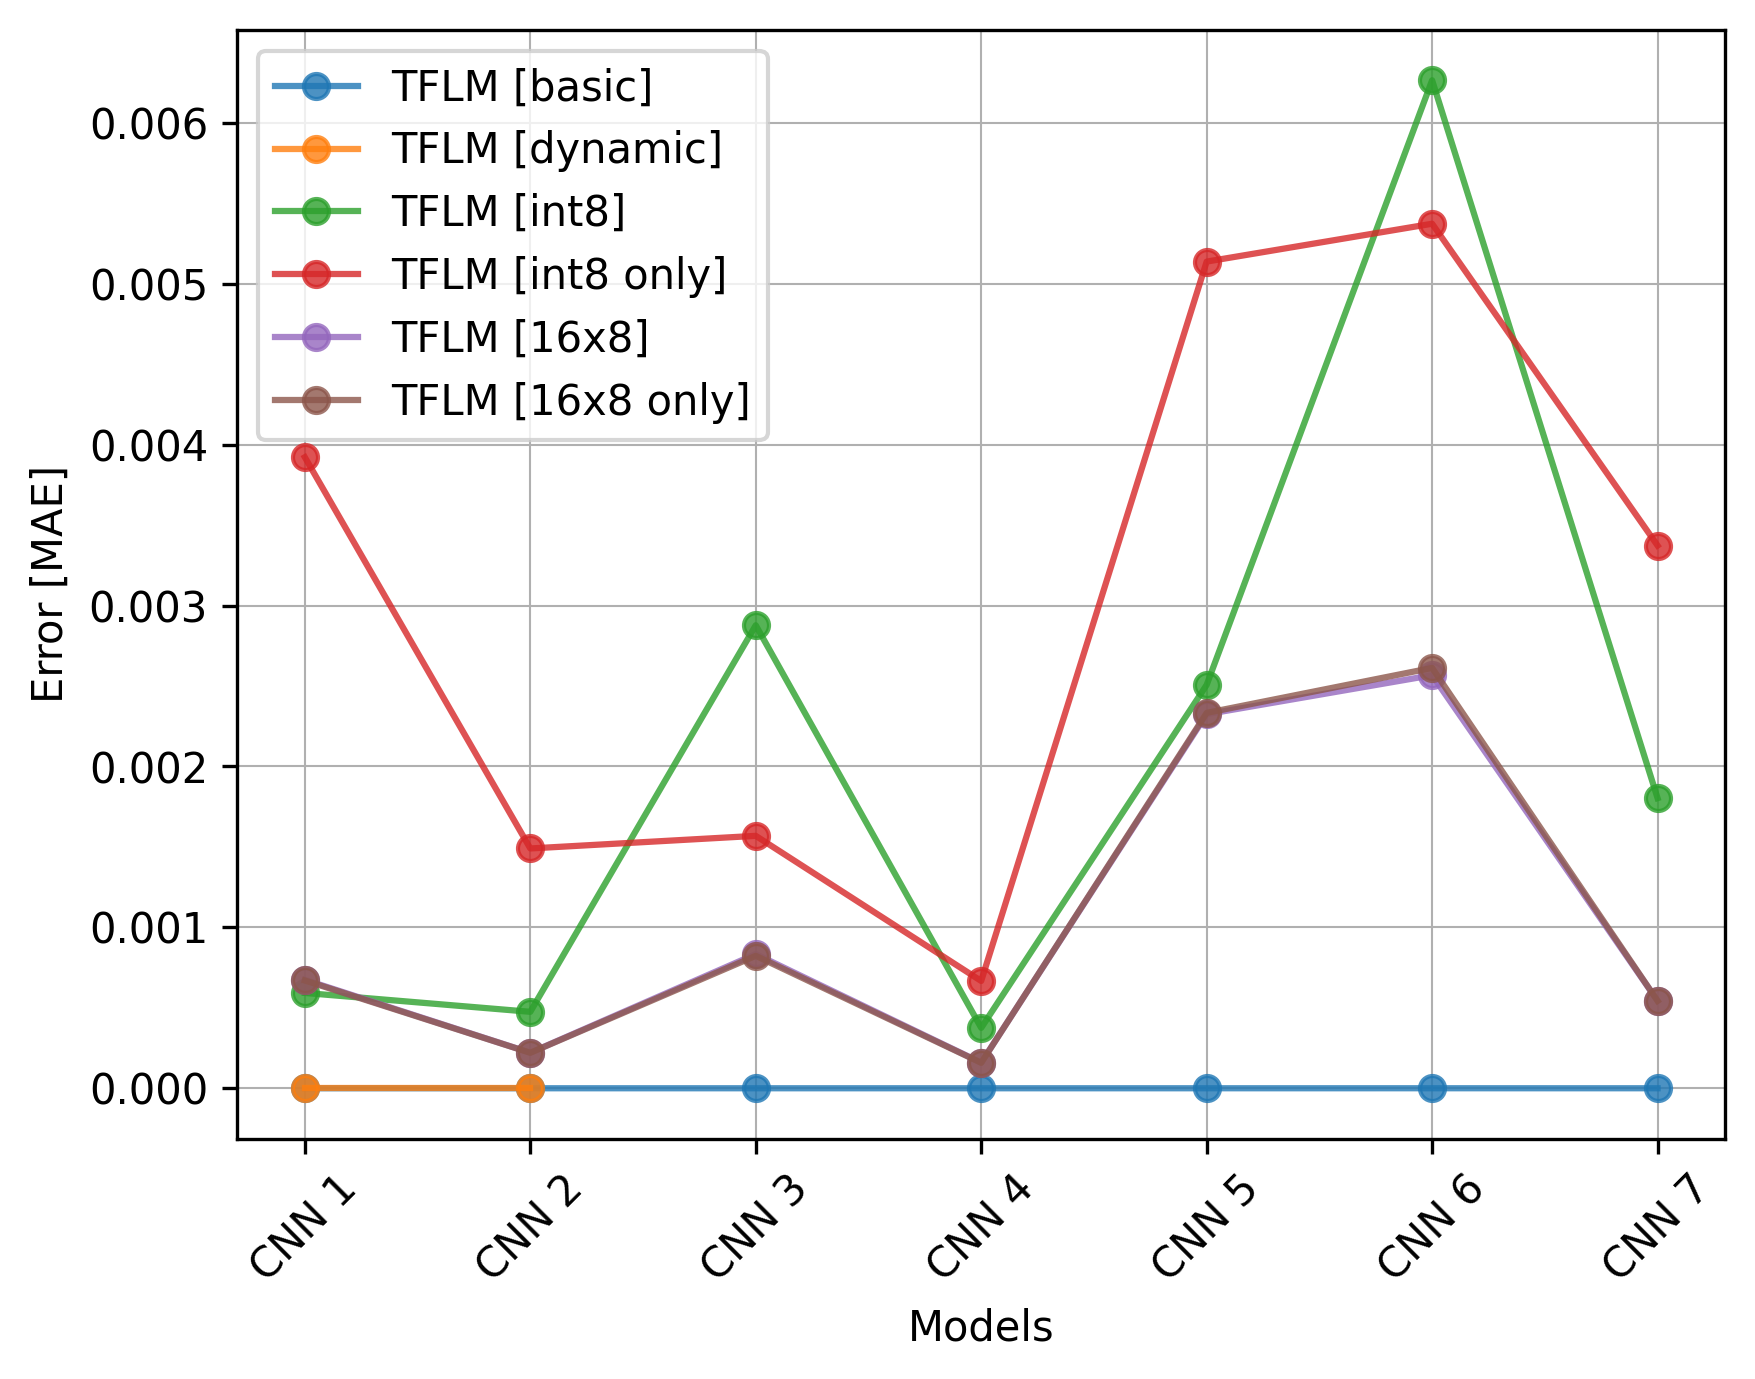 TFLM [basic]
TFLM [dynamic]
TFLM [int8]
TFLM [int8 only]
TFLM [16x8]
TFLM [16x8 only]
Error [MAE]
0.006
0.005
0.004
0.003
0.002
0.001
0.000
CNN 1
CNN 2
CNN 3
CNN 4
CNN 5
CNN 6
CNN 7
Models